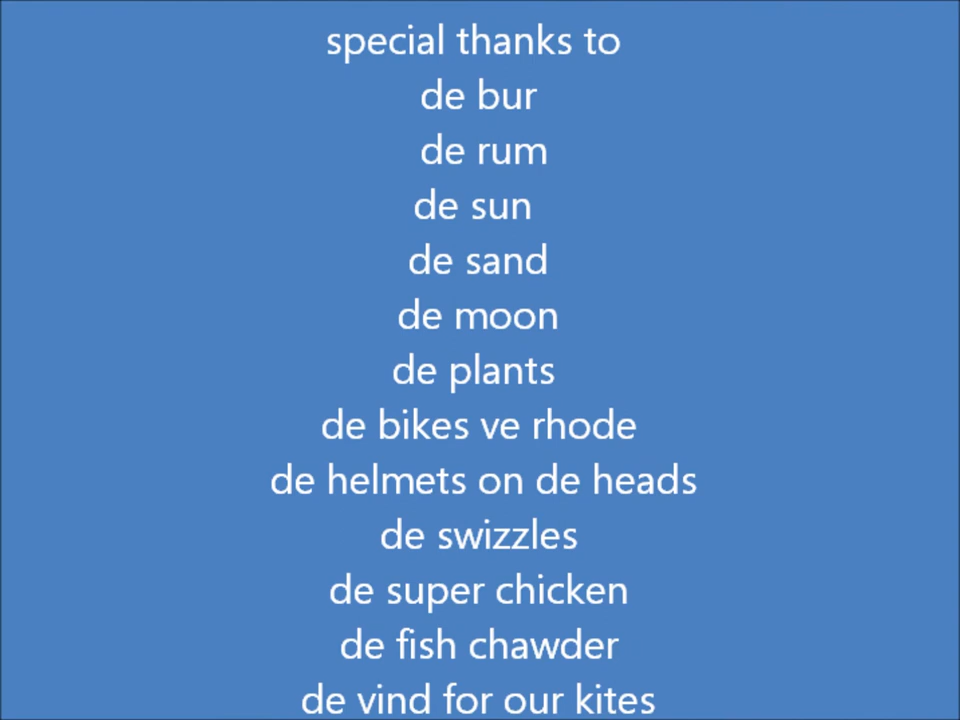 special thanks to
de bur
de rum
de sun
de sand
de moon
de plants
de bikes ve rhode
de helmets on de heads
de swizzles
de super chicken
de fish chawder
de vind for our kites